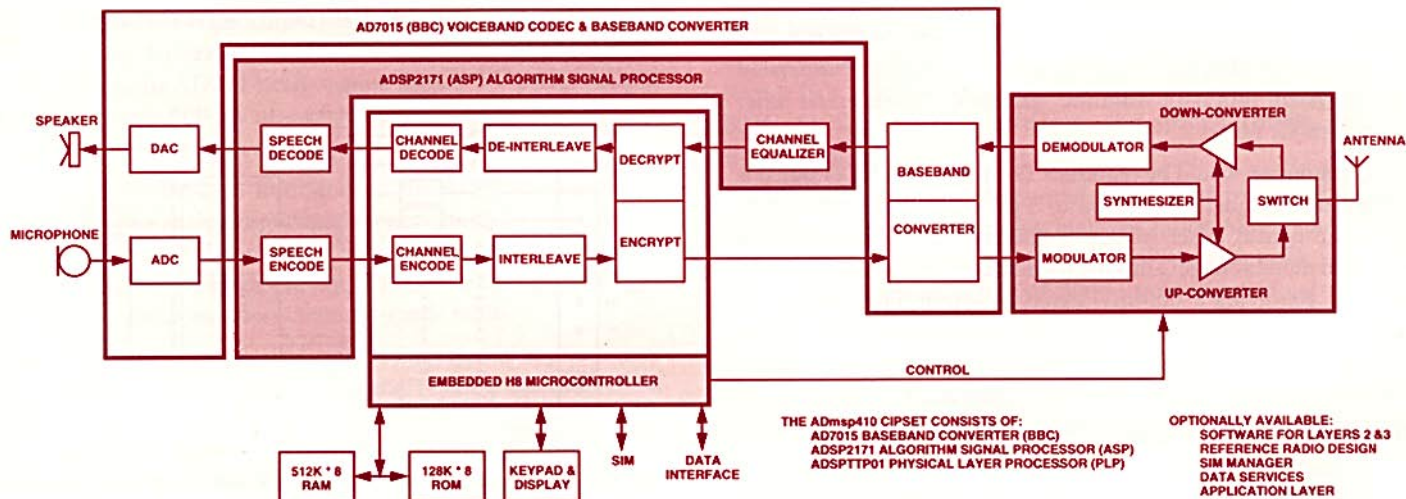 AD7015 (BBC) VOICEBAND CODEC & BASEBAND CONVERTER
ADSP2171 (ASP) ALGORITHM SIGNAL PROCESSOR
SPEAKER
DAC
SPEECH
DECODE
CHANNEL
DECODE
DE-INTERLEAVE
DECRYPT
CHANNEL
EQUALIZER
BASEBAND
CONVERTER
DOWN-CONVERTER
DEMODULATOR
ANTENNA
SYNTHESIZER
SWITCH
MICROPHONE
ADC
SPEECH
ENCODE
CHANNEL
ENCODE
INTERLEAVE
ENCRYPT
MODULATOR
UP-CONVERTER
EMBEDDED H8 MICROCONTROLLER
CONTROL
512K * 8
RAM
128K * 8
ROM
KEYPAD &
DISPLAY
SIM
DATA
INTERFACE
THE ADmsp410 CIPSET CONSISTS OF:
AD7015 BASEBAND CONVERTER (BBC)
ADSP2171 ALGORITHM SIGNAL PROCESSOR (ASP)
ADSPTTP01 PHYSICAL LAYER PROCESSOR (PLP)
OPTIONALLY AVAILABLE:
SOFTWARE FOR LAYERS 2 &3
REFERENCE RADIO DESIGN
SIM MANAGER
DATA SERVICES
APPLICATION LAYER